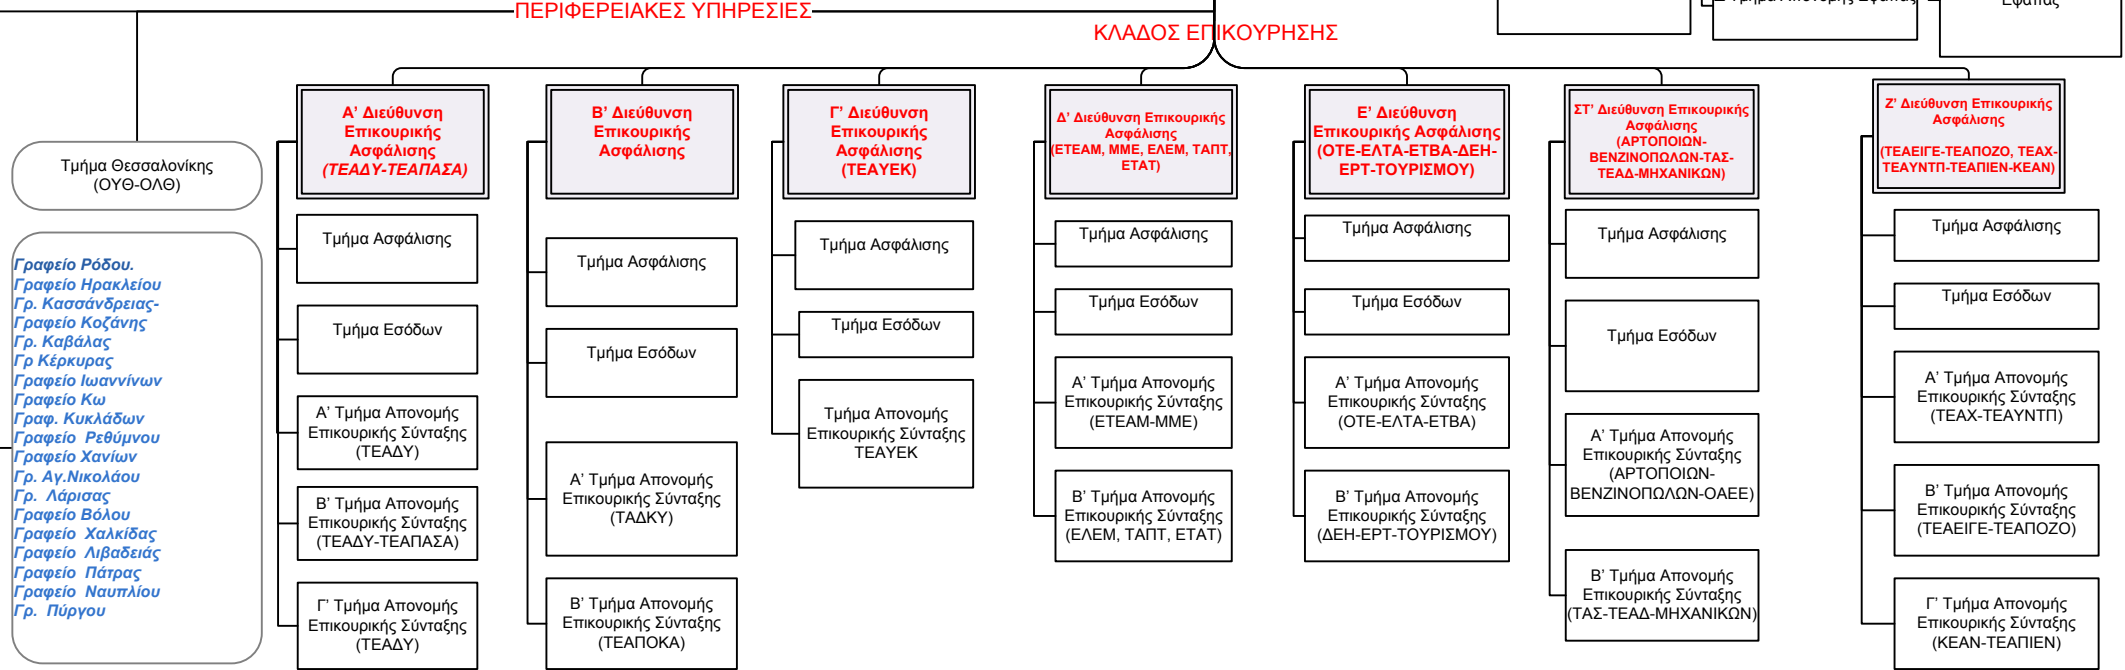 ΠΕΡΙΦΕΡΕΙΑΚΕΣ ΥΠΗΡΕΣΙΕΣ
ΚΛΑΔΟΣ ΕΠΙΚΟΥΡΗΣΗΣ
Τμήμα Θεσσαλονίκης
(ΟΥΘ-ΟΛΘ)
Γραφείο Ρόδου.
Γραφείο Ηρακλείου
Γρ. Κασσάνδρειας-
Γραφείο Κοζάνης
Γρ. Καβάλας
Γρ Κέρκυρας
Γραφείο Ιωαννίνων
Γραφείο Κω
Γραφ. Κυκλάδων
Γραφείο Ρεθύμνου
Γραφείο Χανίων
Γρ. Αγ.Νικολάου
Γρ. Λάρισας
Γραφείο Βόλου
Γραφείο Χαλκίδας
Γραφείο Λιβαδειάς
Γραφείο Πάτρας
Γραφείο Ναυπλίου
Γρ. Πύργου
Α’ Διεύθυνση
Επικουρικής
Ασφάλισης
(ΤΕΑΔΥ-ΤΕΑΠΑΣΑ)
Τμήμα Ασφάλισης
Τμήμα Εσόδων
Α’ Τμήμα Απονομής
Επικουρικής Σύνταξης
(ΤΕΑΔΥ)
Β’ Τμήμα Απονομής
Επικουρικής Σύνταξης
(ΤΕΑΔΥ-ΤΕΑΠΑΣΑ)
Γ’ Τμήμα Απονομής
Επικουρικής Σύνταξης
(ΤΕΑΔΥ)
Β’ Διεύθυνση
Επικουρικής
Ασφάλισης
Τμήμα Ασφάλισης
Τμήμα Εσόδων
Α’ Τμήμα Απονομής
Επικουρικής Σύνταξης
(ΤΑΔΚΥ)
Β’ Τμήμα Απονομής
Επικουρικής Σύνταξης
(ΤΕΑΠΟΚΑ)
Γ’ Διεύθυνση
Επικουρικής
Ασφάλισης
(ΤΕΑΥΕΚ)
Τμήμα Ασφάλισης
Τμήμα Εσόδων
Τμήμα Απονομής
Επικουρικής Σύνταξης
ΤΕΑΥΕΚ
Δ’ Διεύθυνση Επικουρικής
Ασφάλισης
(ΕΤΕΑΜ, ΜΜΕ, ΕΛΕΜ, ΤΑΠΤ,
ΕΤΑΤ)
Τμήμα Ασφάλισης
Τμήμα Εσόδων
Α’ Τμήμα Απονομής
Επικουρικής Σύνταξης
(ΕΤΕΑΜ-ΜΜΕ)
Β’ Τμήμα Απονομής
Επικουρικής Σύνταξης
(ΕΛΕΜ, ΤΑΠΤ, ΕΤΑΤ)
Ε’ Διεύθυνση
Επικουρικής Ασφάλισης
(ΟΤΕ-ΕΛΤΑ-ΕΤΒΑ-ΔΕΗ-
ΕΡΤ-ΤΟΥΡΙΣΜΟΥ)
Τμήμα Ασφάλισης
Τμήμα Εσόδων
Α’ Τμήμα Απονομής
Επικουρικής Σύνταξης
(ΟΤΕ-ΕΛΤΑ-ΕΤΒΑ)
Β’ Τμήμα Απονομής
Επικουρικής Σύνταξης
(ΔΕΗ-ΕΡΤ-ΤΟΥΡΙΣΜΟΥ)
ΣΤ’ Διεύθυνση Επικουρικής
Ασφάλισης
(ΑΡΤΟΠΟΙΩΝ-
ΒΕΝΖΙΝΟΠΩΛΩΝ-ΤΑΣ-
ΤΕΑΔ-ΜΗΧΑΝΙΚΩΝ)
Τμήμα Ασφάλισης
Τμήμα Εσόδων
Α’ Τμήμα Απονομής
Επικουρικής Σύνταξης
(ΑΡΤΟΠΟΙΩΝ-
ΒΕΝΖΙΝΟΠΩΛΩΝ-ΟΑΕΕ)
Β’ Τμήμα Απονομής
Επικουρικής Σύνταξης
(ΤΑΣ-ΤΕΑΔ-ΜΗΧΑΝΙΚΩΝ)
Ζ’ Διεύθυνση Επικουρικής
Ασφάλισης
(ΤΕΑΕΙΓΕ-ΤΕΑΠΟΖΟ, ΤΕΑΧ-
ΤΕΑΥΝΤΠ-ΤΕΑΠΙΕΝ-ΚΕΑΝ)
Τμήμα Ασφάλισης
Τμήμα Εσόδων
Α’ Τμήμα Απονομής
Επικουρικής Σύνταξης
(ΤΕΑΧ-ΤΕΑΥΝΤΠ)
Β’ Τμήμα Απονομής
Επικουρικής Σύνταξης
(ΤΕΑΕΙΓΕ-ΤΕΑΠΟΖΟ)
Γ’ Τμήμα Απονομής
Επικουρικής Σύνταξης
(ΚΕΑΝ-ΤΕΑΠΙΕΝ)